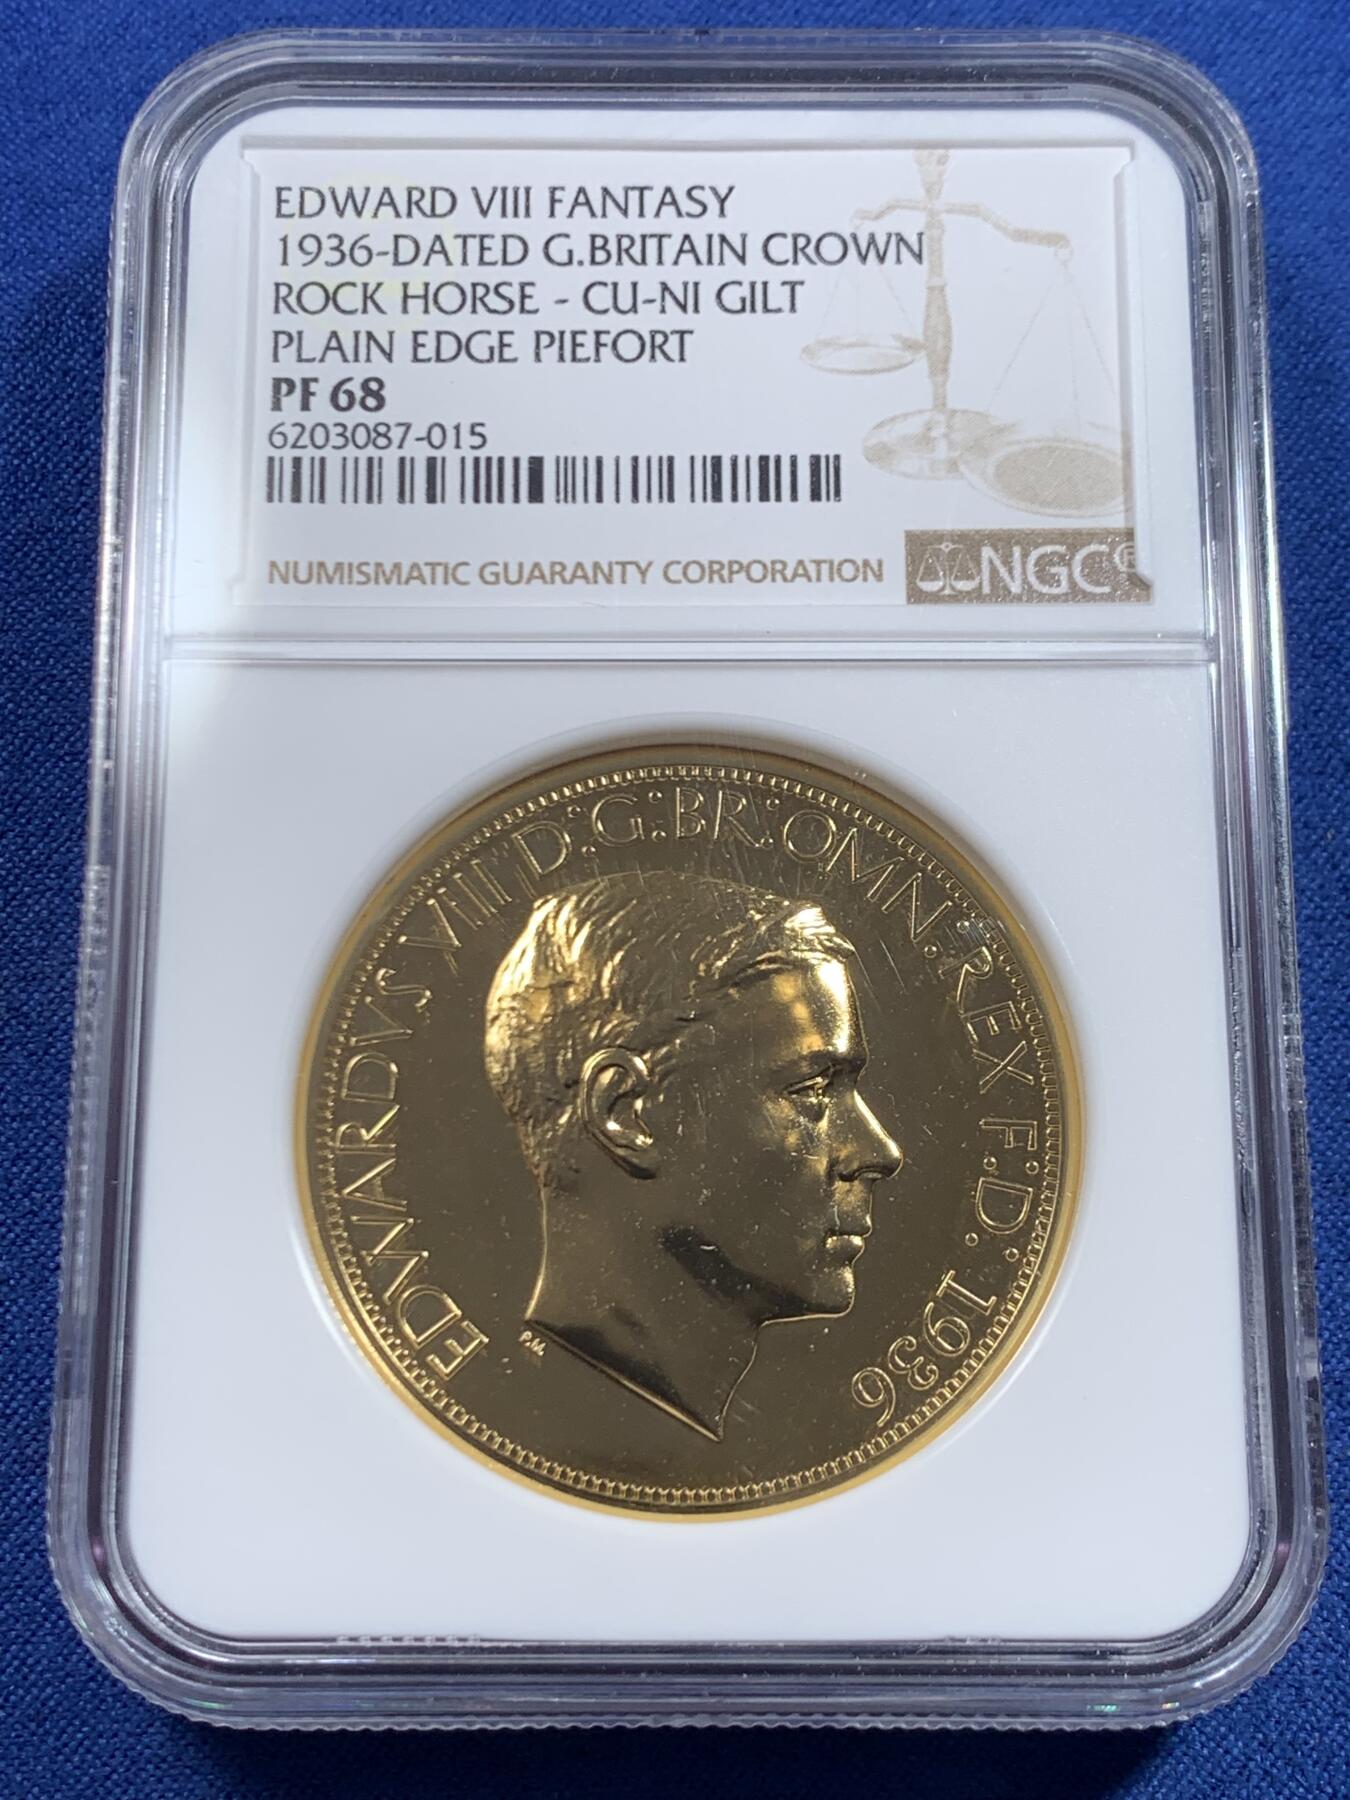 EDWARD VIII FANTASY
1936-DATED G.BRITAIN CROWN
ROCK HORSE - CU-NI GILT
PLAIN EDGE PIEFORT
PF 68
6203087-015
NUMISMATIC GUARANTY CORPORATION
NGC®
EDWARDVS VIII D:G:BR:OMN:REX F:D:1936
PM